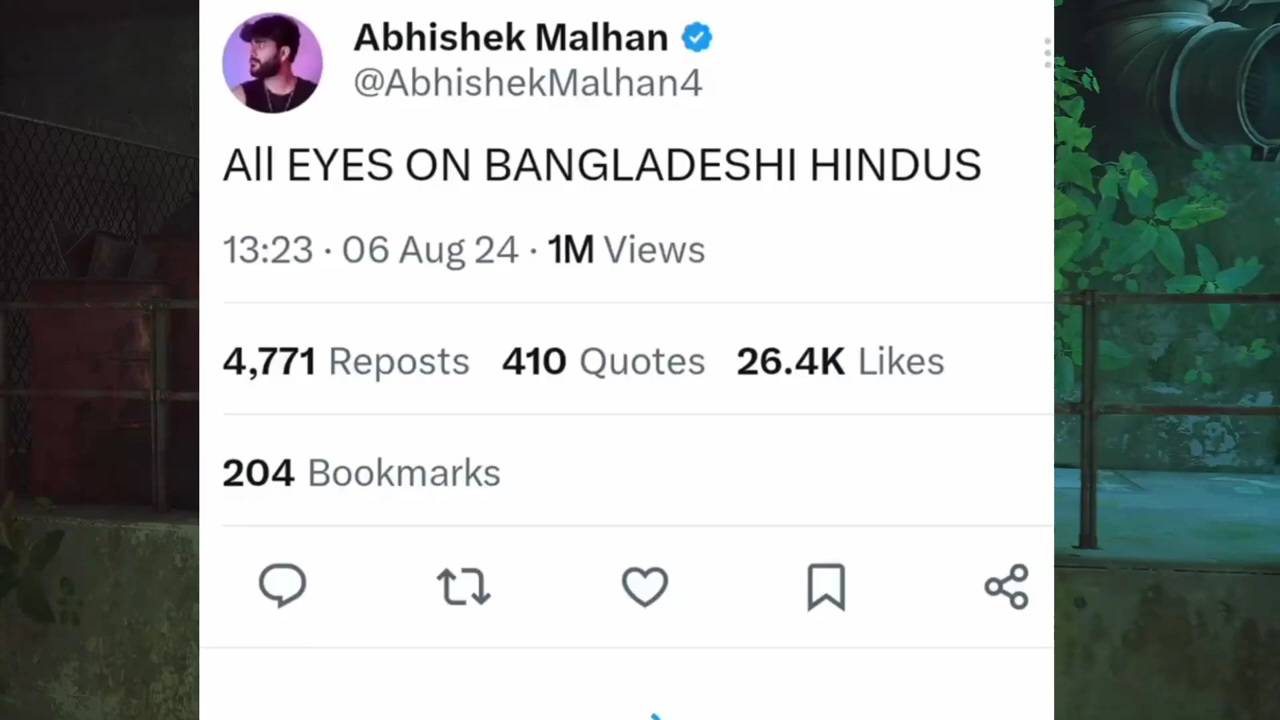 Abhishek Malhan
@AbhishekMalhan4
All EYES ON BANGLADESHI HINDUS
13:23 · 06 Aug 24 · 1M Views
4,771 Reposts 410 Quotes 26.4K Likes
204 Bookmarks